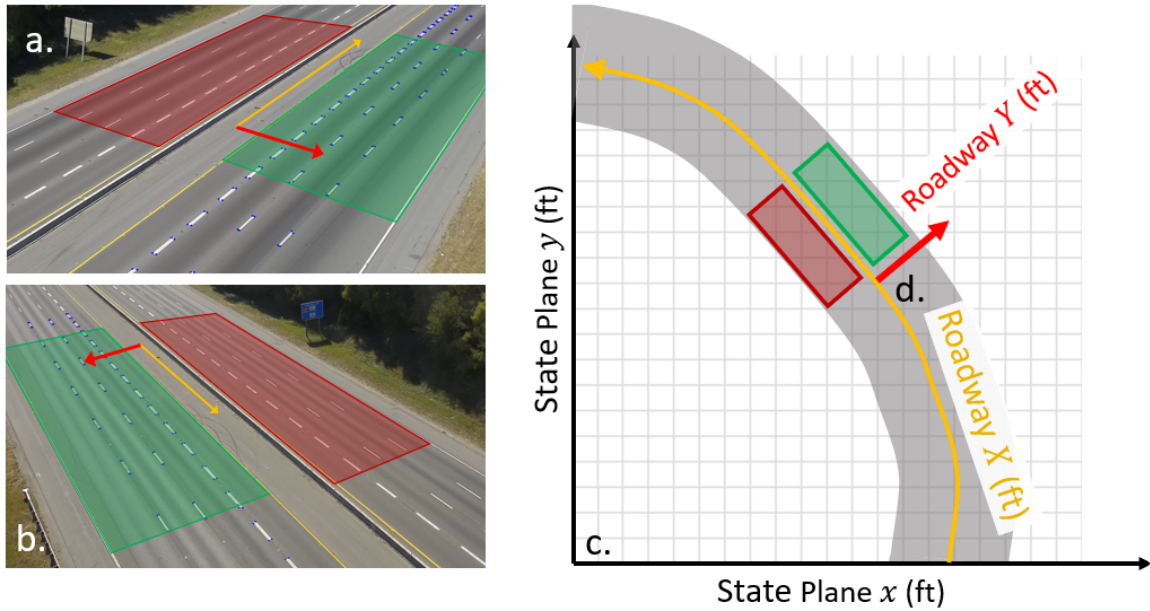 a.
b.
State Plane y (ft)
Roadway Y (ft)
d.
Roadway X (ft)
c.
State Plane x (ft)